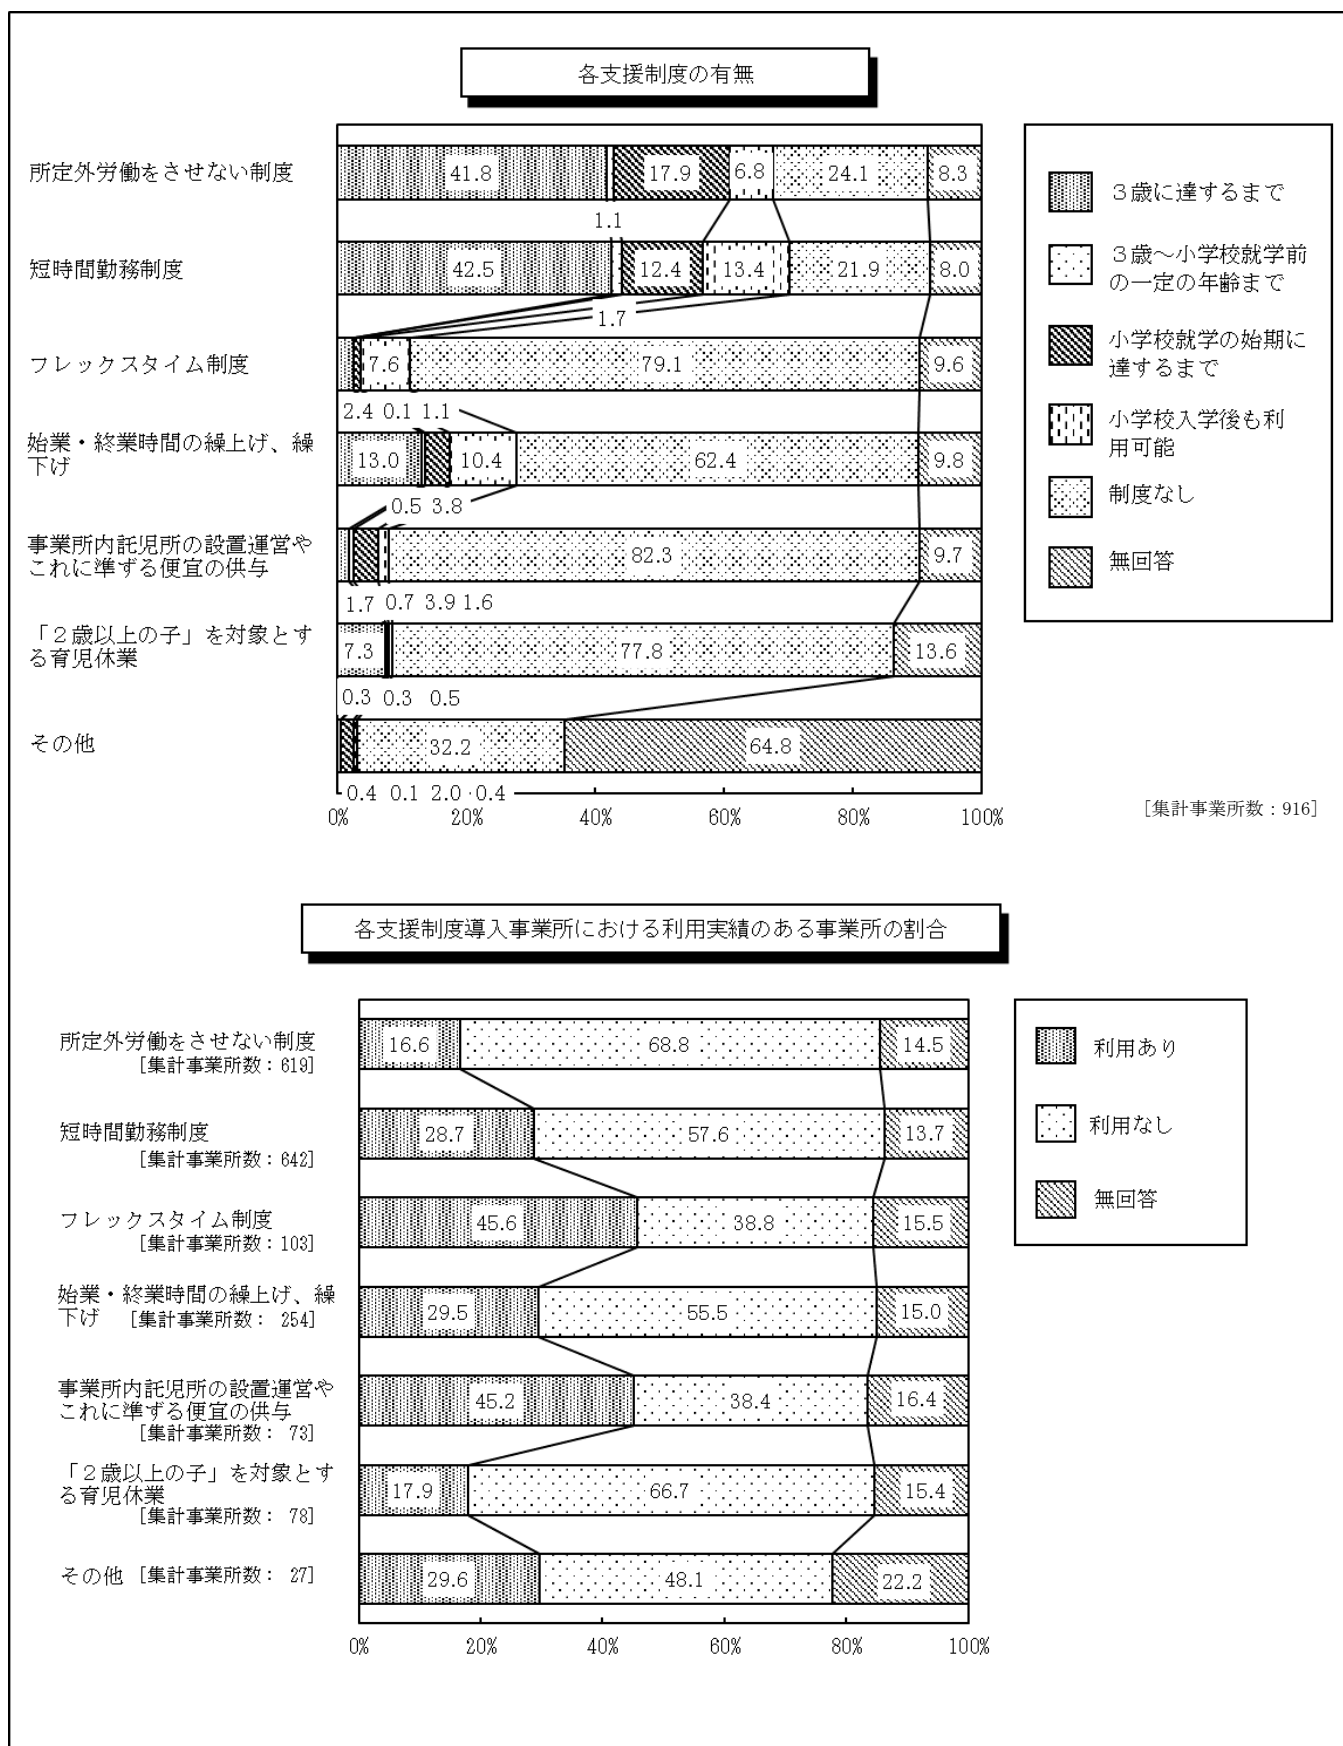 各支援制度の有無
所定外労働をさせない制度
41.8 17.9 6.8 24.1 8.3
1.1
短時間勤務制度
42.5 12.4 13.4 21.9 8.0
1.7
フレックスタイム制度
7.6 79.1 9.6
2.4 0.1 1.1
始業・終業時間の繰上げ、繰
下げ
13.0 10.4 62.4 9.8
0.5 3.8
事業所内託児所の設置運営や
これに準ずる便宜の供与
82.3 9.7
1.7 0.7 3.9 1.6
「２歳以上の子」を対象とす
る育児休業
7.3 77.8 13.6
0.3 0.3 0.5
その他
32.2 64.8
0.4 0.1 2.0 0.4
0% 20% 40% 60% 80% 100%
３歳に達するまで
３歳～小学校就学前
の一定の年齢まで
小学校就学の始期に
達するまで
小学校入学後も利
用可能
制度なし
無回答
[集計事業所数：916]
各支援制度導入事業所における利用実績のある事業所の割合
所定外労働をさせない制度
[集計事業所数：619]
16.6 68.8 14.5
短時間勤務制度
[集計事業所数：642]
28.7 57.6 13.7
フレックスタイム制度
[集計事業所数：103]
45.6 38.8 15.5
始業・終業時間の繰上げ、繰
下げ [集計事業所数： 254]
29.5 55.5 15.0
事業所内託児所の設置運営や
これに準ずる便宜の供与
[集計事業所数： 73]
45.2 38.4 16.4
「２歳以上の子」を対象とす
る育児休業
[集計事業所数： 78]
17.9 66.7 15.4
その他 [集計事業所数： 27]
29.6 48.1 22.2
0% 20% 40% 60% 80% 100%
利用あり
利用なし
無回答